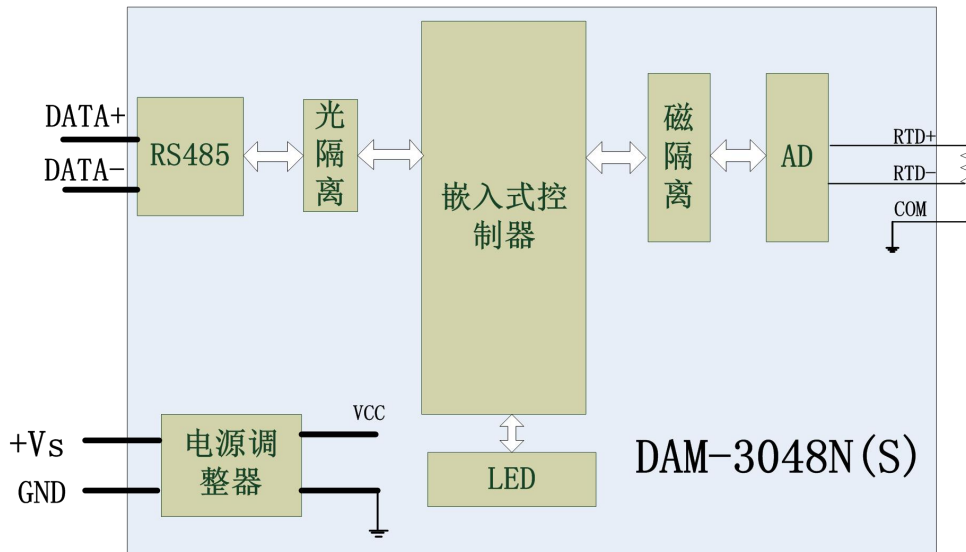 DATA+
DATA-
RS485
光
隔
离
嵌入式控
制器
磁
隔
离
AD
RTD+
RTD-
COM
+Vs
GND
电源调
整器
VCC
LED
DAM-3048N(S)